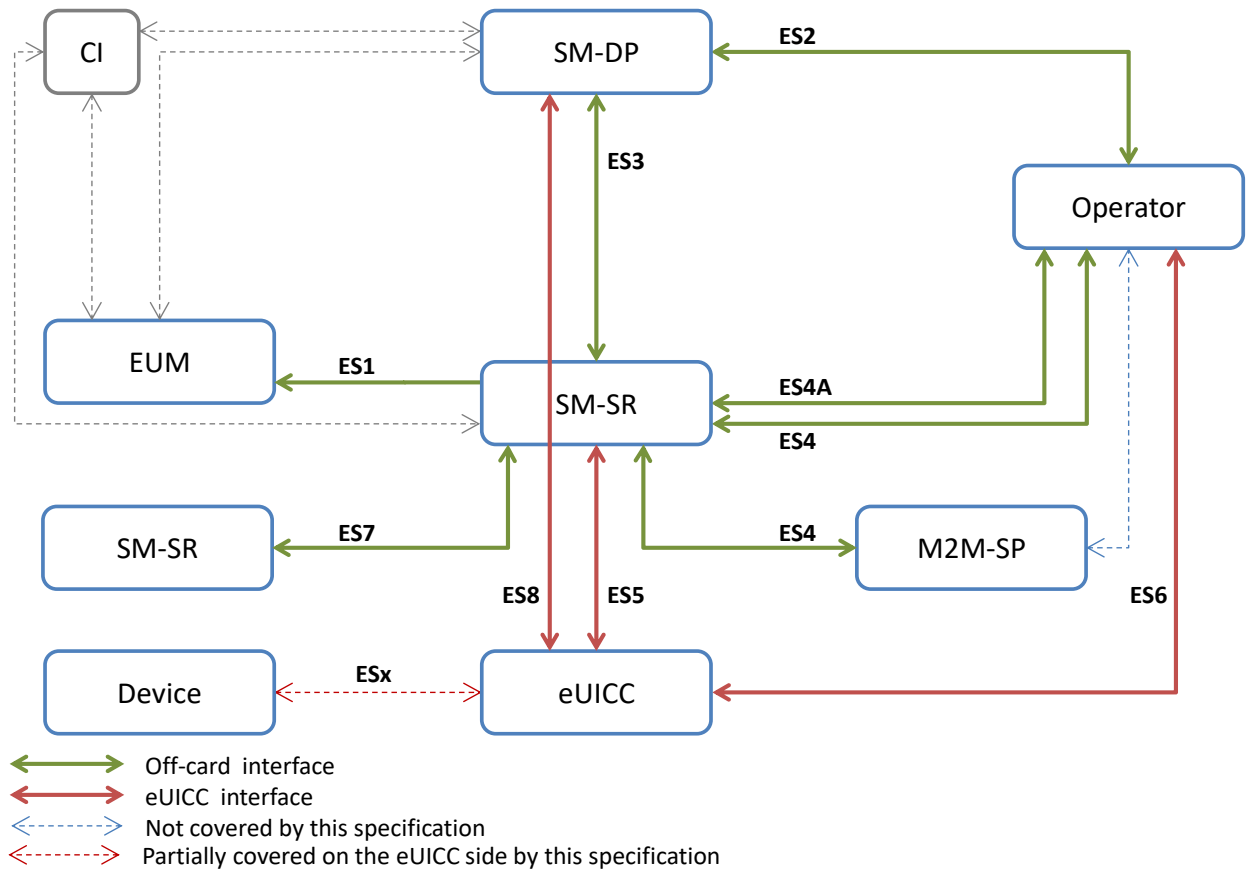 CI
SM-DP
ES2
ES3
Operator
EUM
ES1
SM-SR
ES4A
ES4
SM-SR
ES7
ES4
M2M-SP
ES8
ES5
ES6
Device
ESx
eUICC
Off-card interface
eUICC interface
Not covered by this specification
Partially covered on the eUICC side by this specification